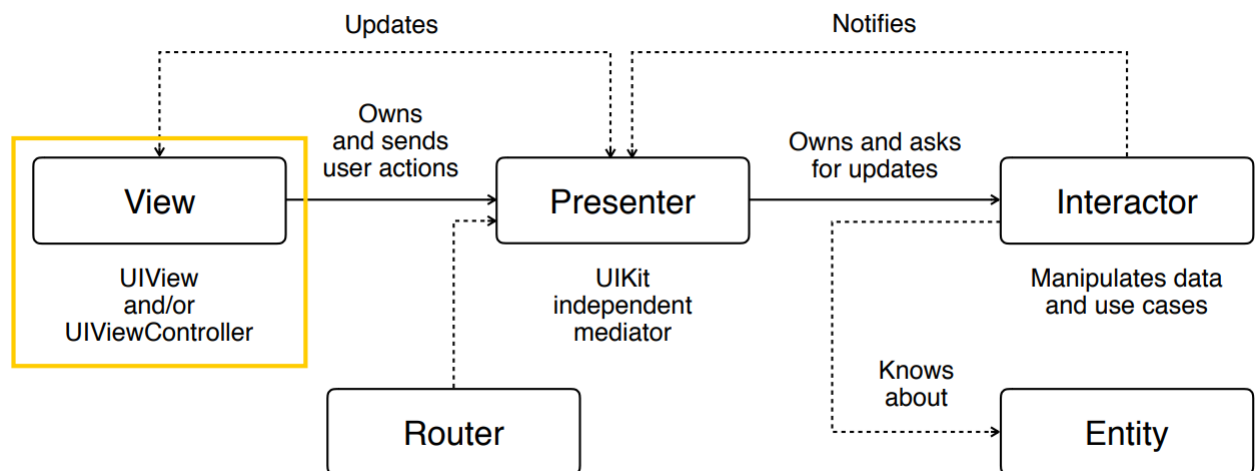 Updates
Notifies
Owns
and sends
user actions
Owns and asks
for updates
View
Presenter
Interactor
UIView
and/or
UIViewController
UIKit
independent
mediator
Manipulates data
and use cases
Knows
about
Router
Entity